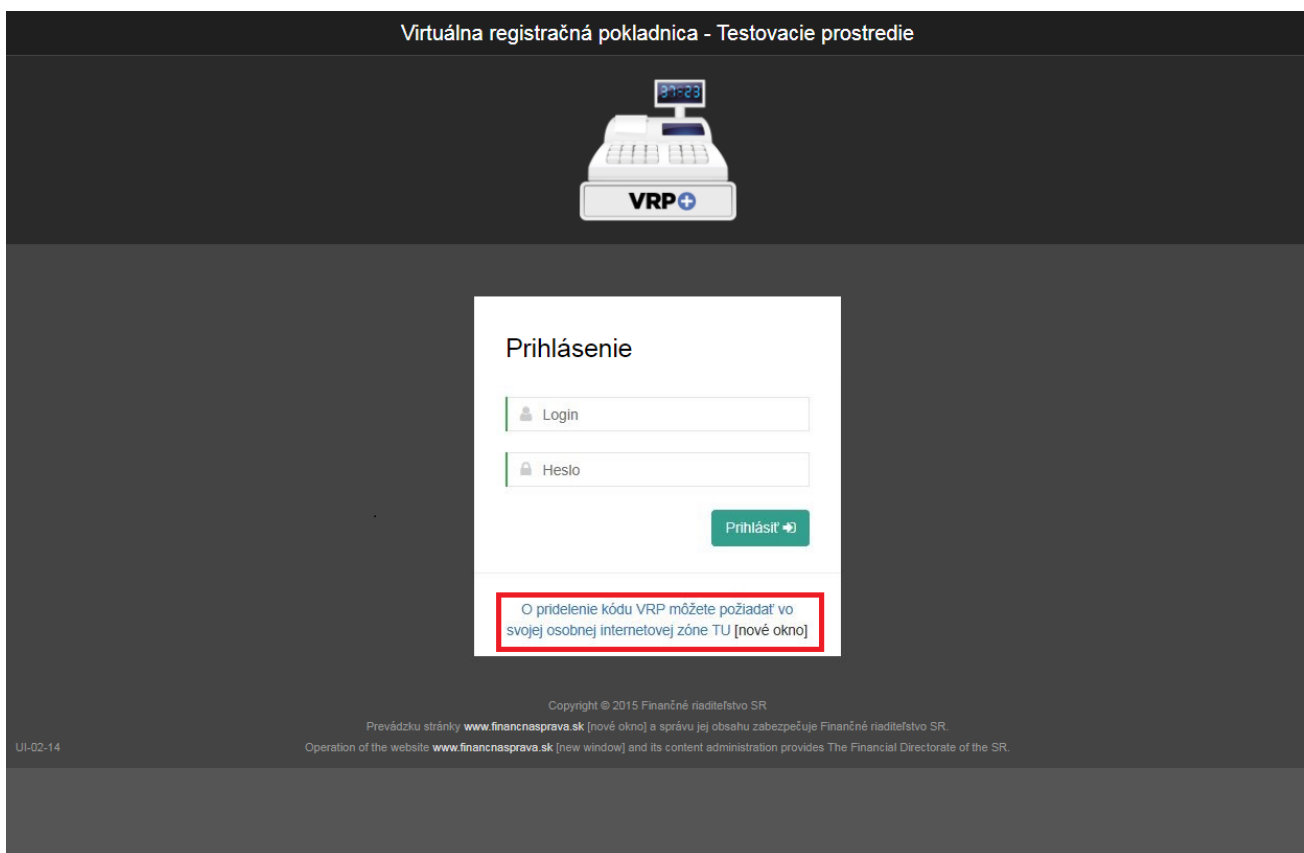 Virtuálna registračná pokladnica - Testovacie prostredie
37:23
VRP
Prihlásenie
Login
Heslo
Prihlásiť
O pridelenie kódu VRP môžete požiadať vo
svojej osobnej internetovej zóne TU [nové okno]
Copyright © 2015 Finančné riaditeľstvo SR
Prevádzku stránky www.financnasprava.sk [nové okno] a správu jej obsahu zabezpečuje Finančné riaditeľstvo SR.
UI-02-14
Operation of the website www.financnasprava.sk [new window] and its content administration provides The Financial Directorate of the SR.